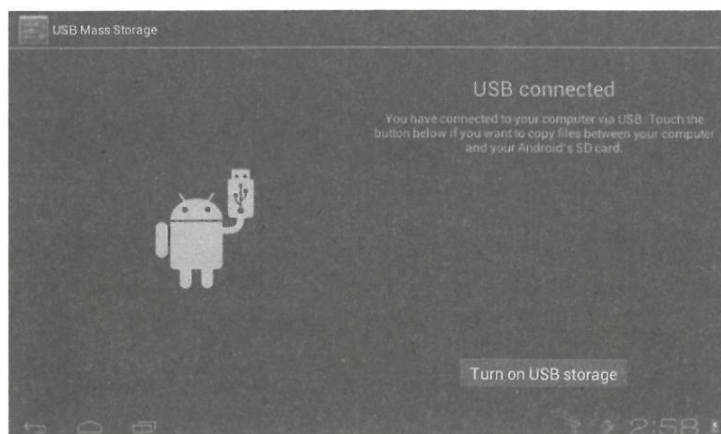 USB Mass Storage
USB connected
You have connected to your computer via USB. Touch the
button below if you want to copy files between your computer
and your Android's SD card.
Turn on USB storage
2:58